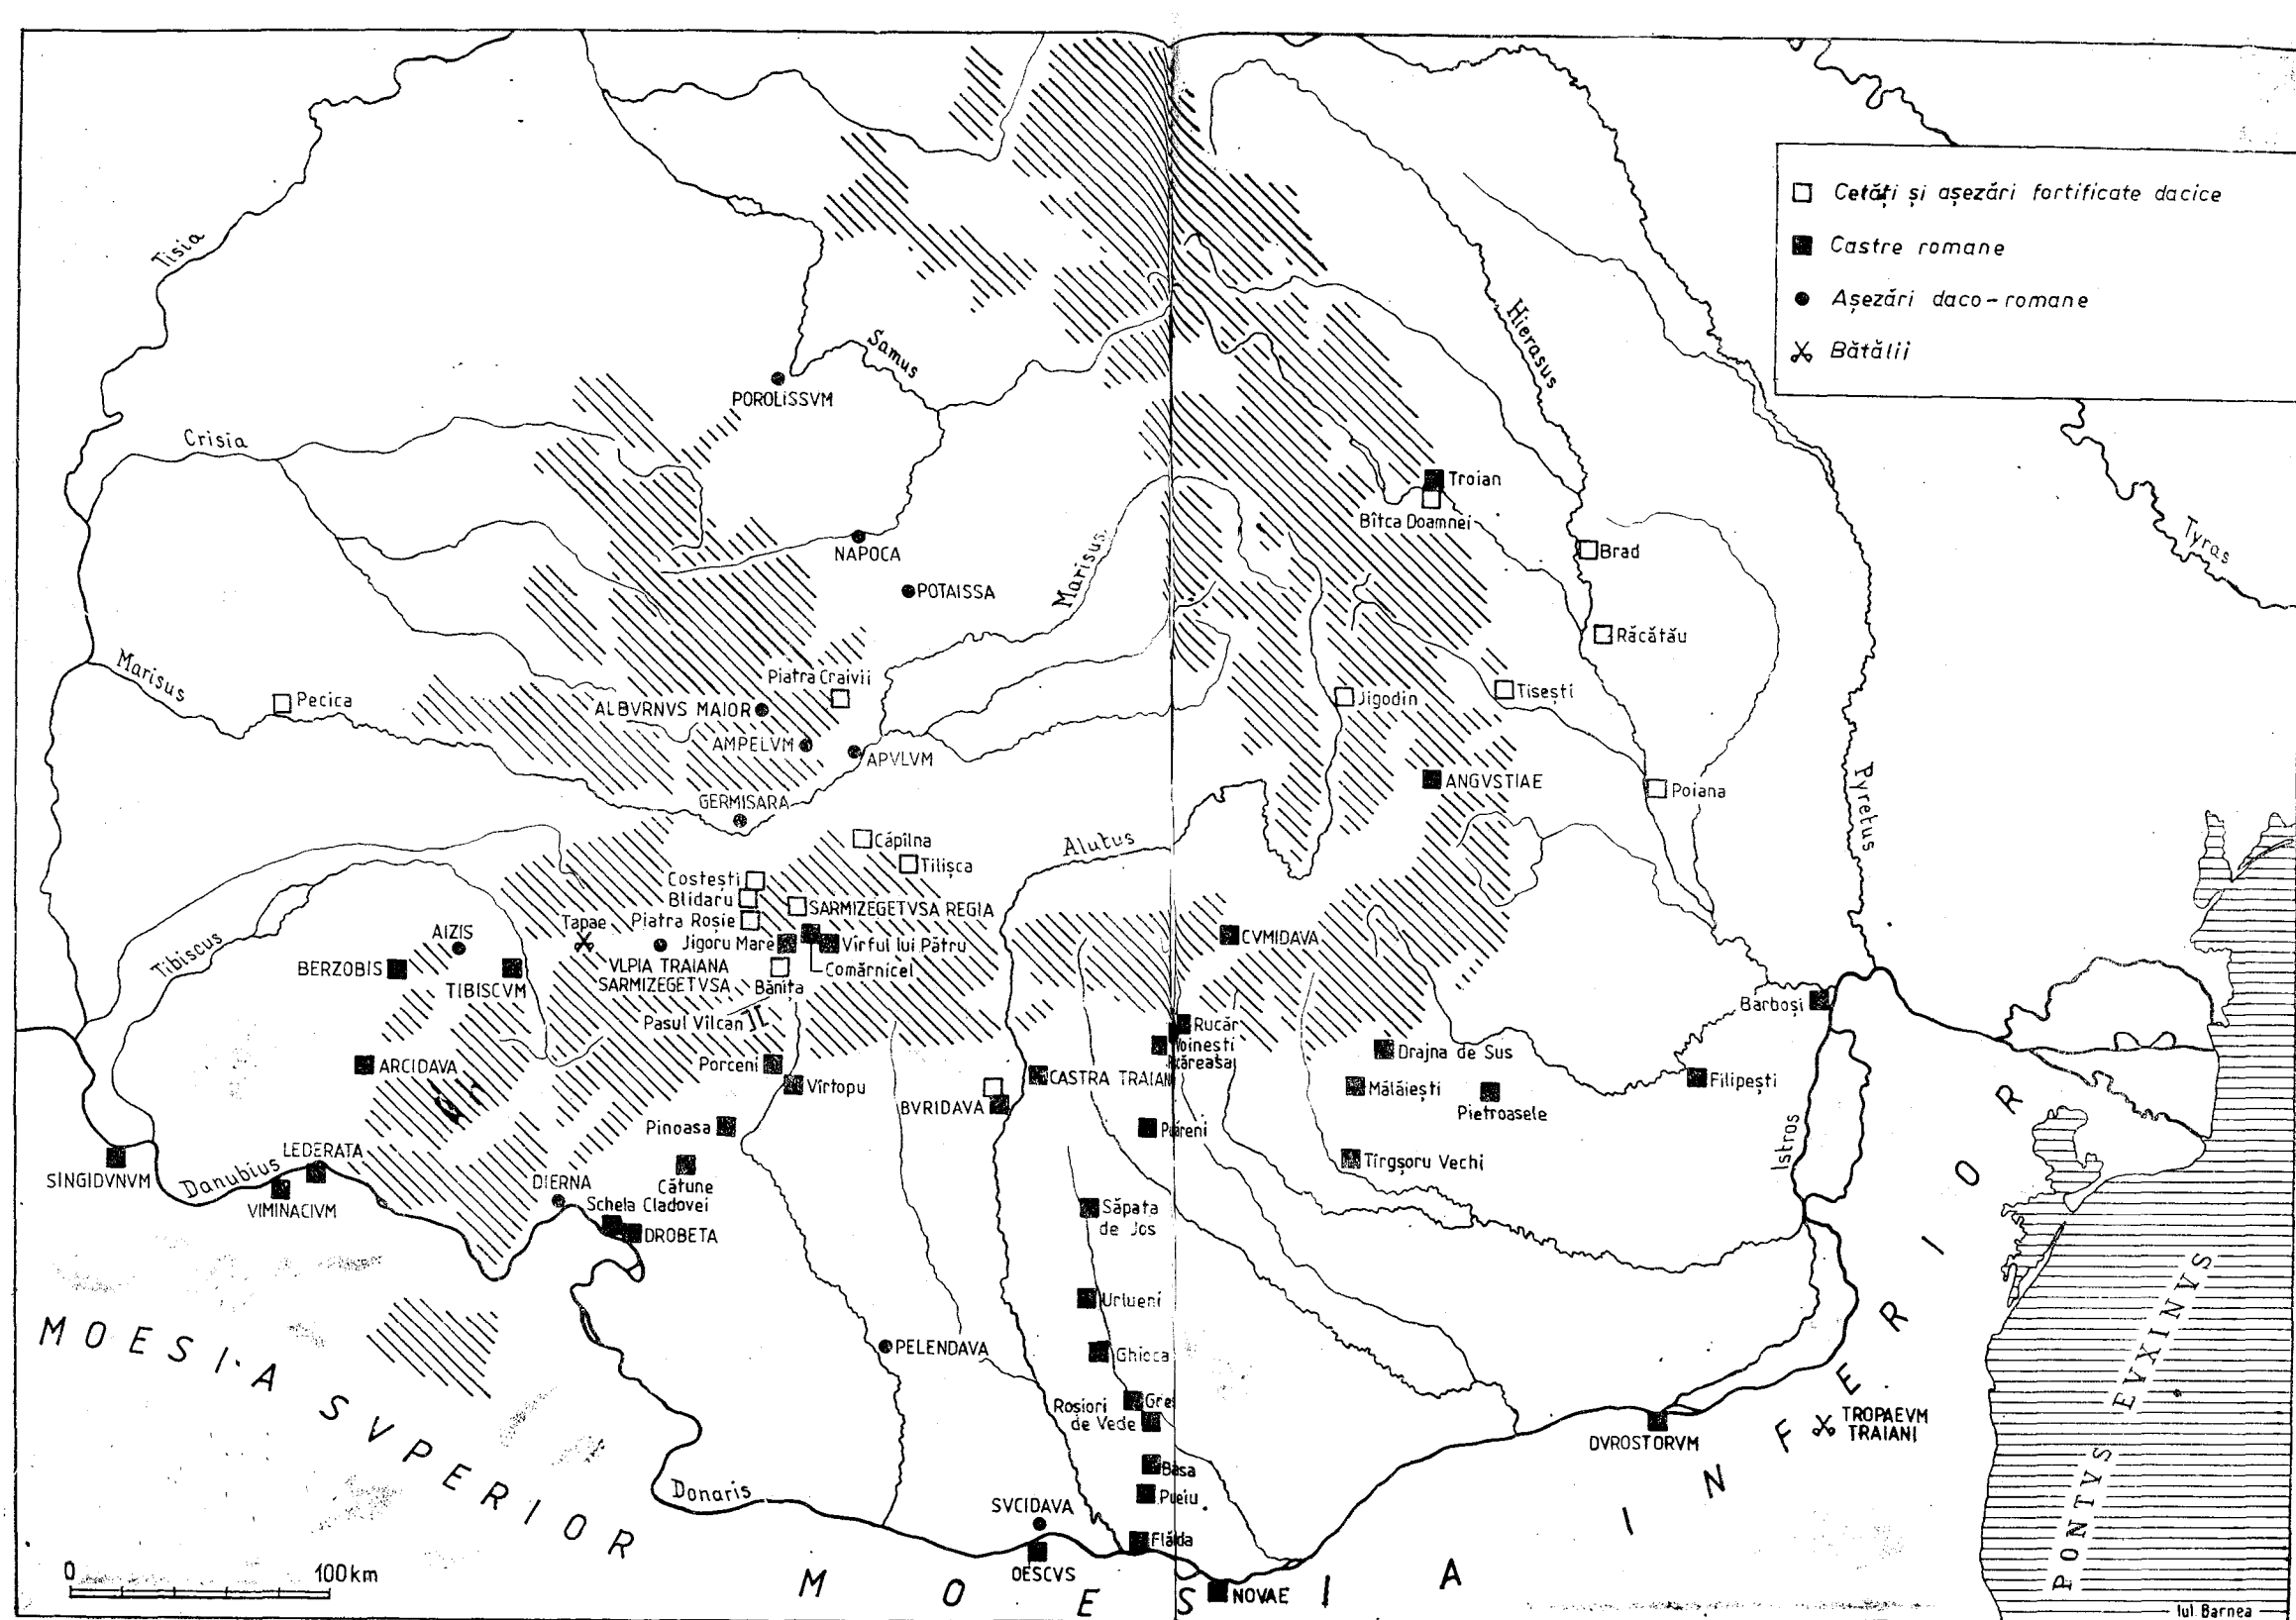 Cetăți și așezări fortificate dacice
Castre romane
Așezări daco-romane
Bătălii
Tisia
Samus
Hierasus
POROLISSVM
Crisia
Troian
Bîtca Doamnei
Tyras
NAPOCA
Brad
POTAISSA
Marisus
Răcătău
Marisus
Piatra Craivii
Pecica
ALBVRNVS MAIOR
Jigodin
Tisești
AMPELVM
APVLVM
ANGVSTIAE
Poiana
Pyretus
GERMISARA
Căpîlna
Alutus
Tilișca
Costești
Blidaru
SARMIZEGETVSA REGIA
Piatra Roșie
Tapae
AIZIS
Jigoru Mare
Vîrful lui Pătru
CVMIDAVA
Tibiscus
BERZOBIS
VLPIA TRAIANA
SARMIZEGETVSA
Comărnicel
TIBISCVM
Bănița
Barboși
Pasul Vîlcan
Rucăr
Drajna de Sus
ARCIDAVA
Porceni
CASTRA TRAIAN
Vîrtopu
Mălăiești
Filipești
BVRIDAVA
Pietroasele
Pinoasa
LEDERATA
Tîrgșoru Vechi
Istros
SINGIDVNVM
Danubius
DIERNA
Cătune
VIMINACIVM
Schela Cladovei
DROBETA
Săpata
de Jos
Urlueni
MOESIA SVPERIOR
PELENDAVA
Ghioca
Gre
Rosiori
de Vede
DVROSTORVM
TROPAEVM
TRAIANI
PONTVS EVXINVS
Donaris
Băsa
SVCIDAVA
OESCVS
NOVAE
MOESIA INFERIOR
0 100km
Iul. Barnea